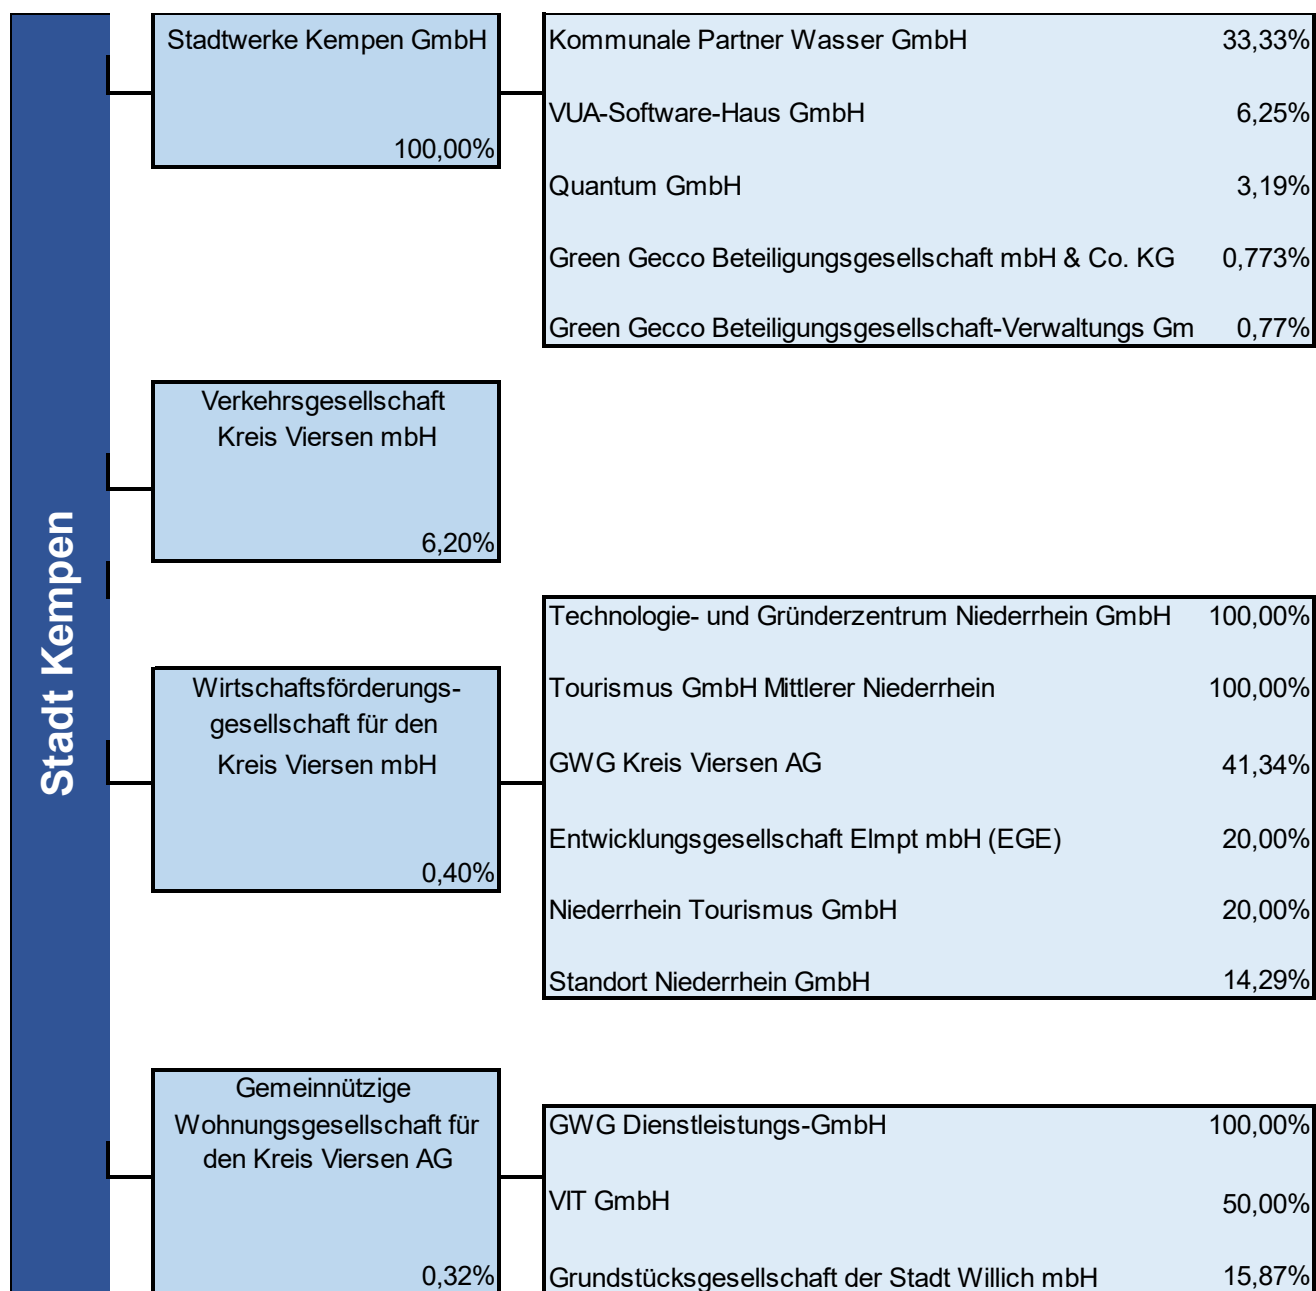 Stadt Kempen
Stadtwerke Kempen GmbH
100,00%
Kommunale Partner Wasser GmbH 33,33%
VUA-Software-Haus GmbH 6,25%
Quantum GmbH 3,19%
Green Gecco Beteiligungsgesellschaft mbH & Co. KG 0,773%
Green Gecco Beteiligungsgesellschaft-Verwaltungs Gm 0,77%
Verkehrsgesellschaft
Kreis Viersen mbH
6,20%
Wirtschaftsförderungs-
gesellschaft für den
Kreis Viersen mbH
0,40%
Technologie- und Gründerzentrum Niederrhein GmbH 100,00%
Tourismus GmbH Mittlerer Niederrhein 100,00%
GWG Kreis Viersen AG 41,34%
Entwicklungsgesellschaft Elmpt mbH (EGE) 20,00%
Niederrhein Tourismus GmbH 20,00%
Standort Niederrhein GmbH 14,29%
Gemeinnützige
Wohnungsgesellschaft für
den Kreis Viersen AG
0,32%
GWG Dienstleistungs-GmbH 100,00%
VIT GmbH 50,00%
Grundstücksgesellschaft der Stadt Willich mbH 15,87%